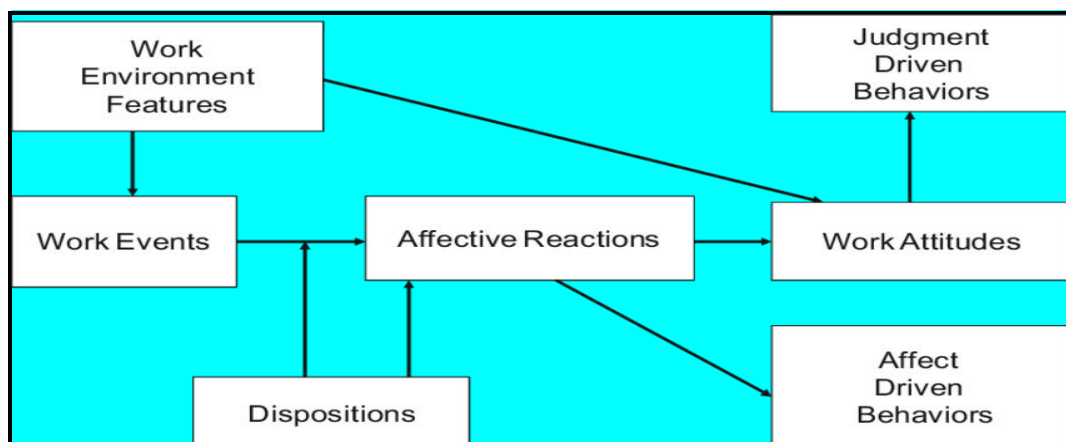 Work
Environment
Features
Judgment
Driven
Behaviors
Work Events
Affective Reactions
Work Attitudes
Dispositions
Affect
Driven
Behaviors